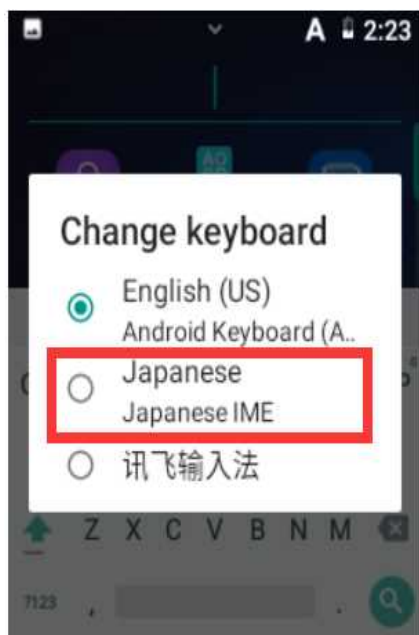 A 2:23
Change keyboard
English (US)
Android Keyboard (A..
Japanese
Japanese IME
讯飞输入法
Z X C V B N M
?123 , .